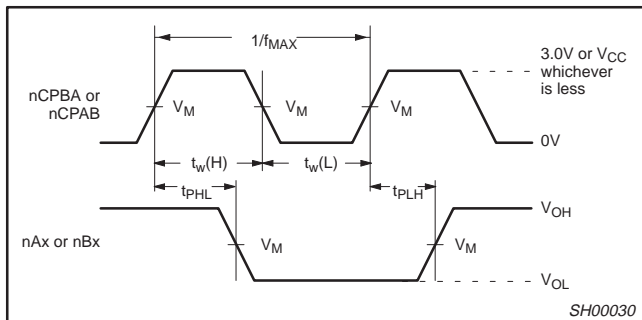 1/fMAX
3.0V or VCC
whichever
is less
nCPBA or
nCPAB
VM
VM
VM
0V
tw(H)
tw(L)
tPHL
tPLH
VOH
nAx or nBx
VM
VM
VOL
SH00030